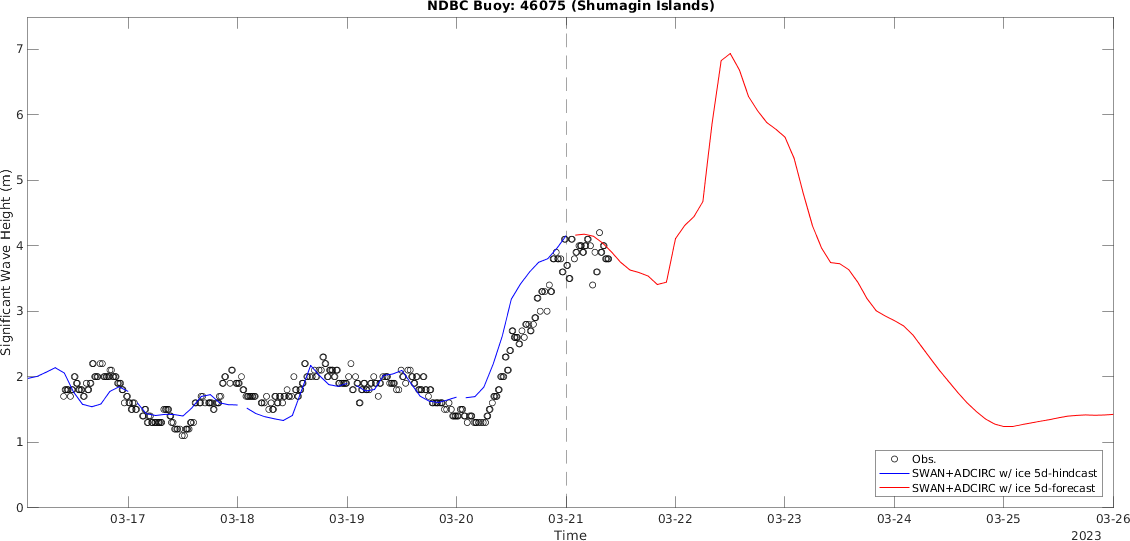 NDBC Buoy: 46075 (Shumagin Islands)
Significant Wave Height (m)
7
6
5
4
3
2
1
0
Obs.
SWAN+ADCIRC w/ ice 5d-hindcast
SWAN+ADCIRC w/ ice 5d-forecast
03-17 03-18 03-19 03-20 03-21 03-22 03-23 03-24 03-25 03-26
Time
2023